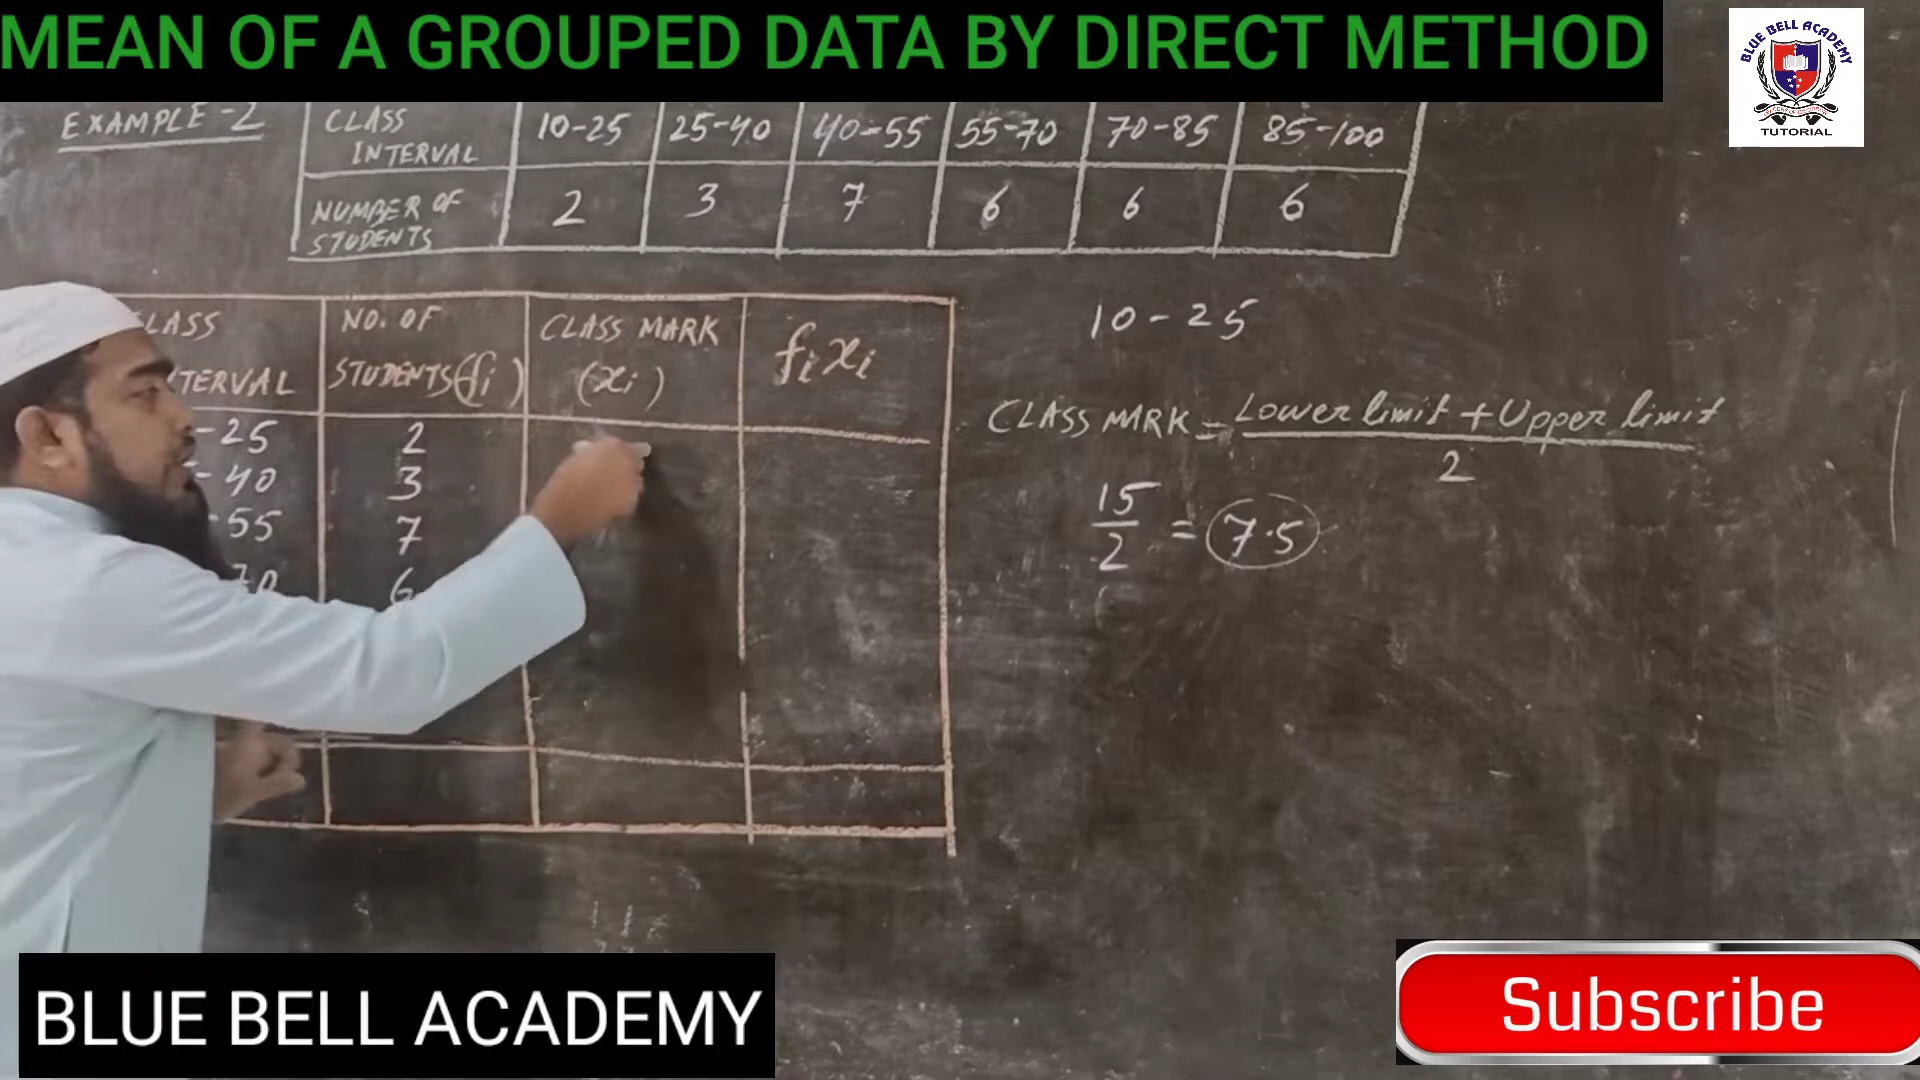 MEAN OF A GROUPED DATA BY DIRECT METHOD
BLUE BELL ACADEMY
TUTORIAL
EXAMPLE-2
CLASS INTERVAL 10-25 25-40 40-55 55-70 70-85 85-100
NUMBER OF STUDENTS 2 3 7 6 6 6
LASS
TERVAL
NO. OF
STUDENTS (fi)
CLASS MARK
(xi)
fixi
-25 2
-40 3
-55 7
70 6
10-25
CLASS MARK = Lower limit + Upper limit
2
15
2
= 7.5
BLUE BELL ACADEMY
Subscribe